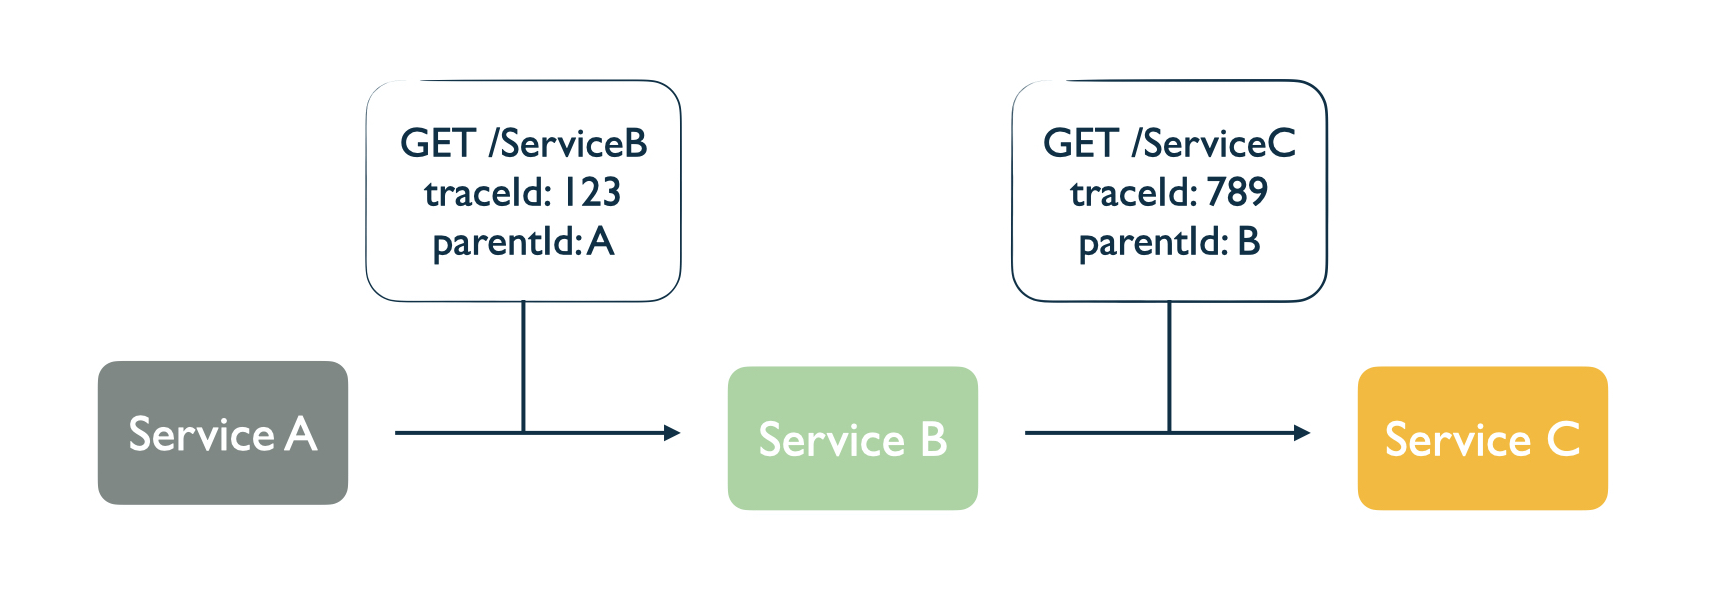 GET /ServiceB
traceId: 123
parentId: A
GET /ServiceC
traceId: 789
parentId: B
Service A
Service B
Service C